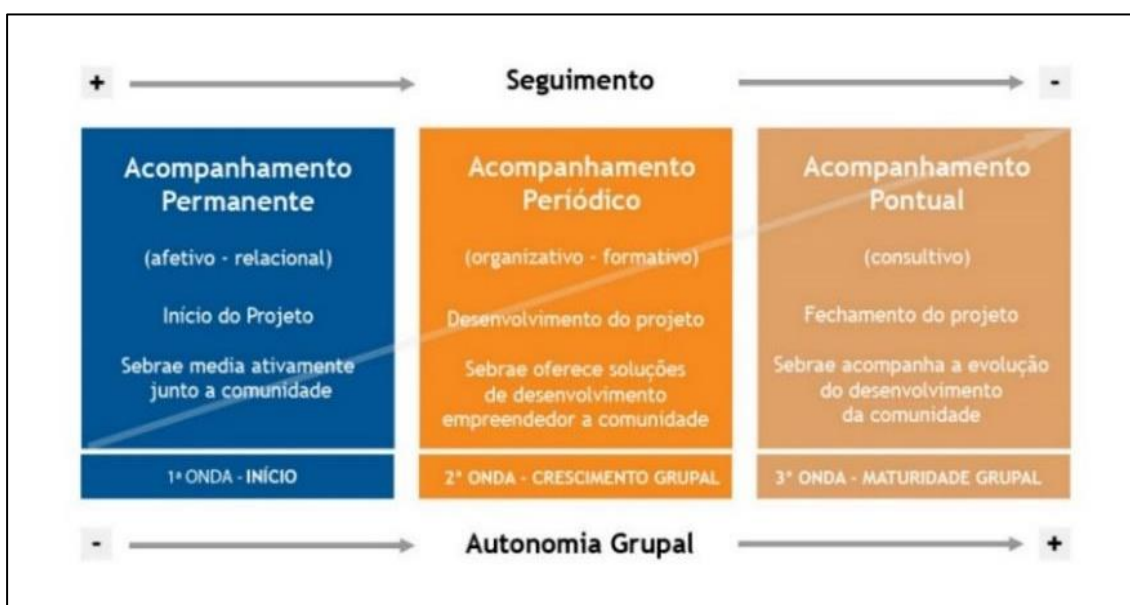 + Seguimento -
Acompanhamento
Permanente
(afetivo - relacional)
Início do Projeto
Sebrae media ativamente
junto a comunidade
1ª ONDA - INÍCIO
Acompanhamento
Periódico
(organizativo - formativo)
Desenvolvimento do projeto
Sebrae oferece soluções
de desenvolvimento
empreendedor a comunidade
2ª ONDA - CRESCIMENTO GRUPAL
Acompanhamento
Pontual
(consultivo)
Fechamento do projeto
Sebrae acompanha a evolução
do desenvolvimento
da comunidade
3ª ONDA - MATURIDADE GRUPAL
- Autonomia Grupal +